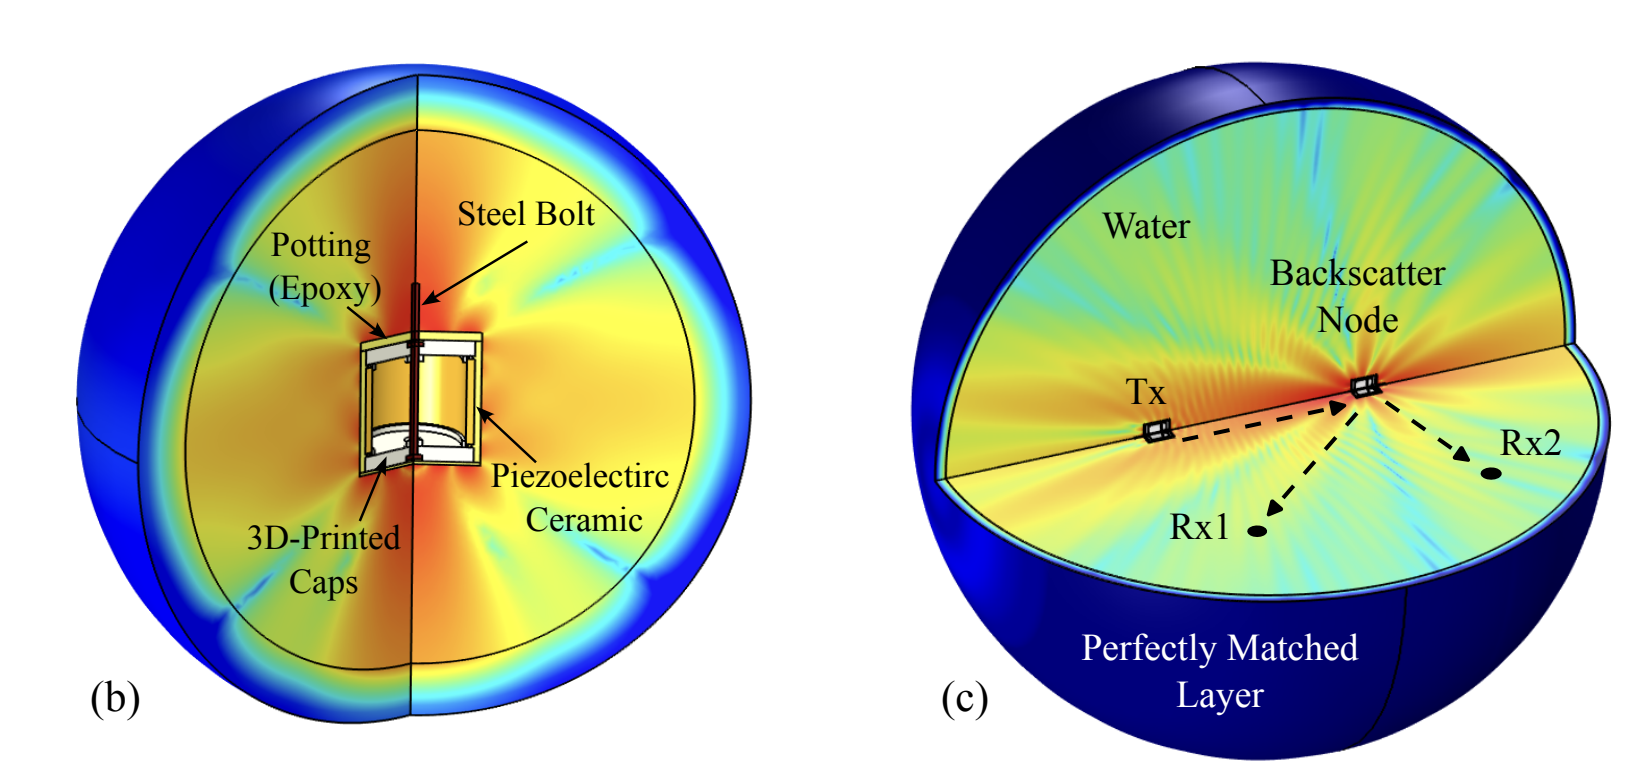 Steel Bolt
Potting
(Epoxy)
Piezoelectirc
Ceramic
3D-Printed
Caps
(b)
Water
Backscatter
Node
Tx
Rx2
Rx1
Perfectly Matched
Layer
(c)